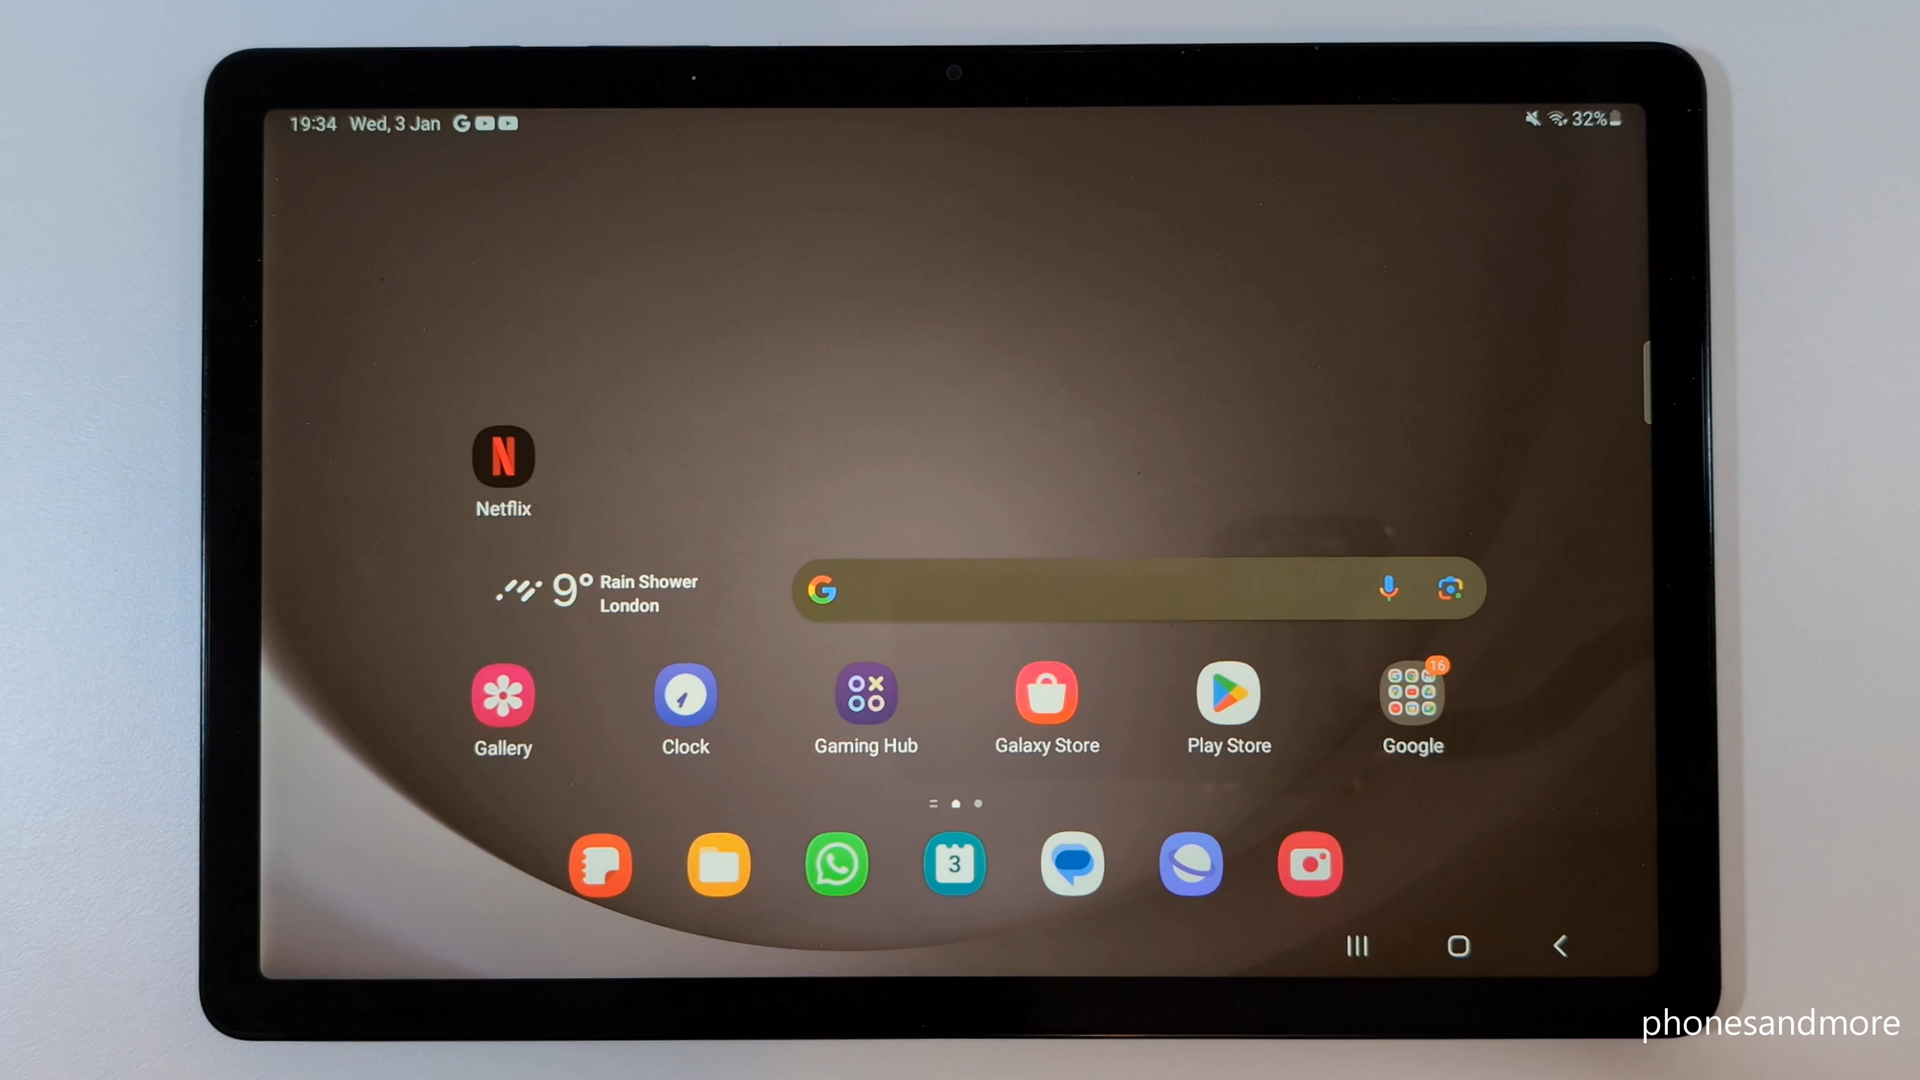 19:34 Wed, 3 Jan G
32%
N
Netflix
9° Rain Shower
London
G
16
Gallery Clock Gaming Hub Galaxy Store Play Store Google
3
phonesandmore